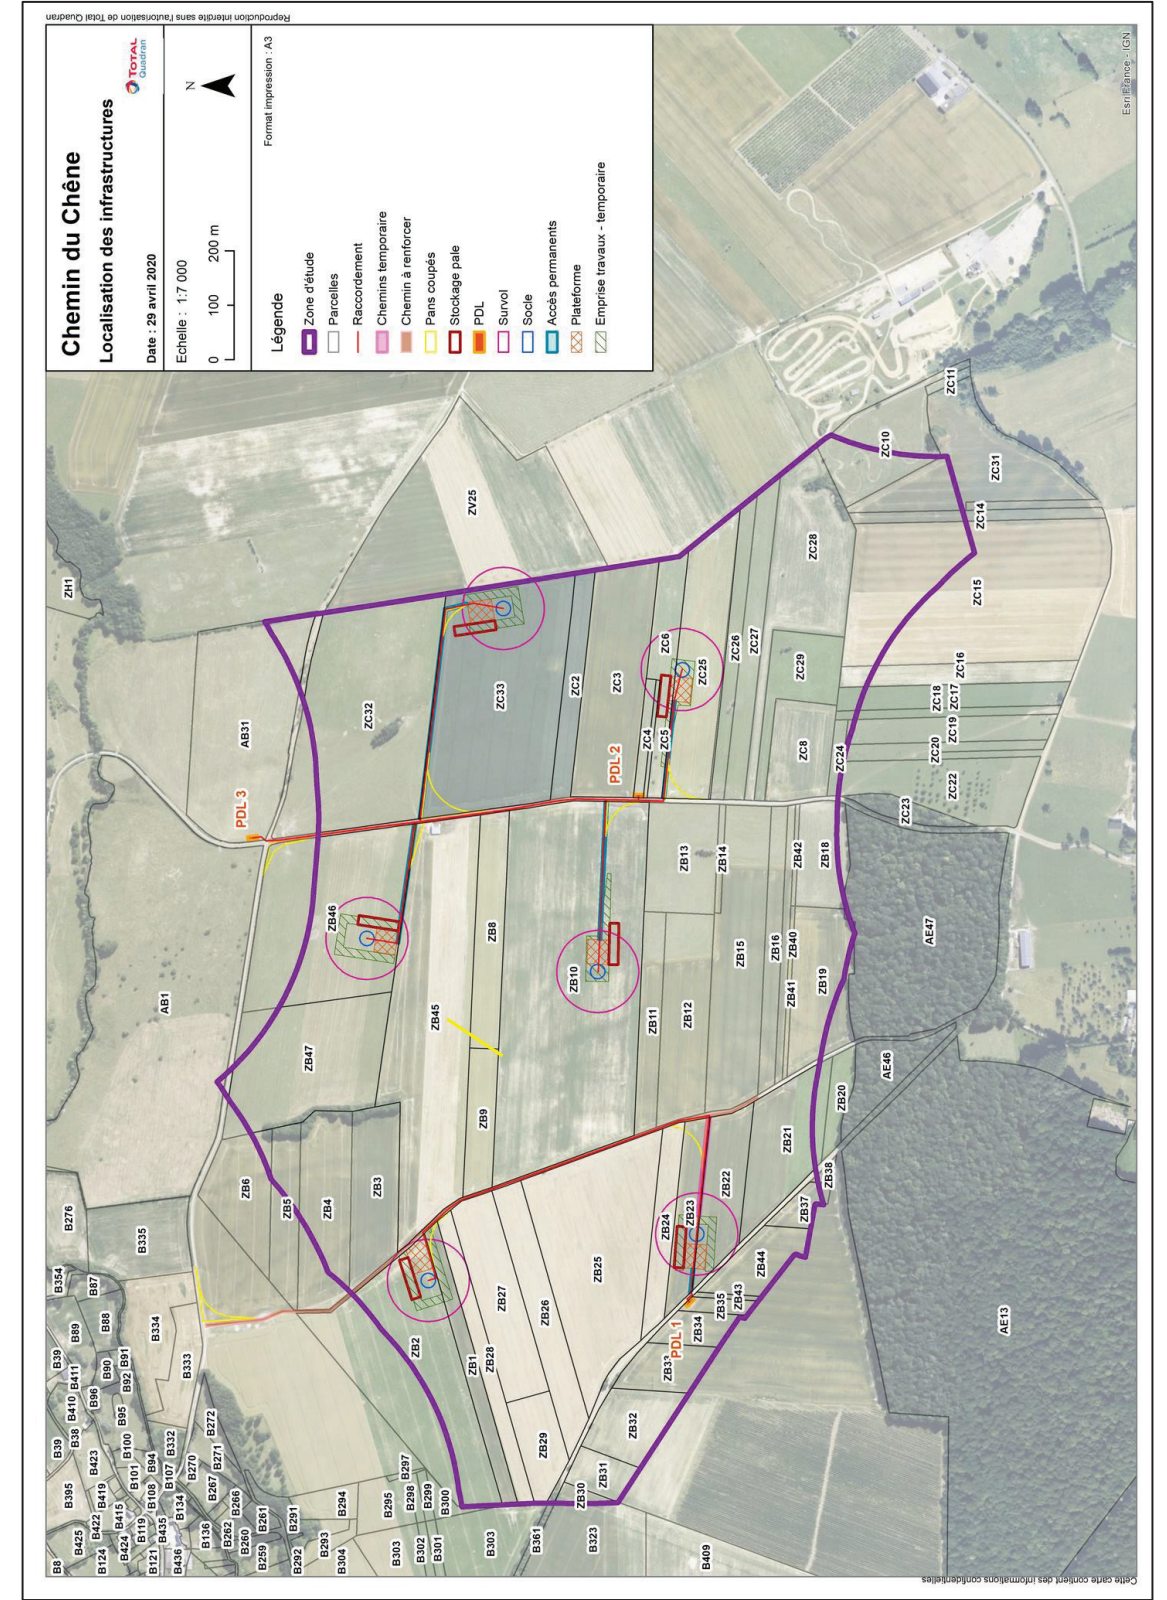 Chemin du Chêne
Localisation des infrastructures
TOTAL
Quadran
Date : 29 avril 2020
Echelle : 1:7 000
N
0 100 200 m
Format impression : A3
Légende
Zone d'étude
Parcelles
Raccordement
Chemins temporaire
Chemin à renforcer
Pans coupés
Stockage pale
PDL
Survol
Socle
Accès permanents
Plateforme
Emprise travaux - temporaire
Reproduction interdite sans l'autorisation de Total Quadran
Cette carte contient des informations confidentielles
Esri France - IGN
ZH1
AB31
AB1
PDL 3
ZC32
ZV25
ZC33
ZC2
ZC3
ZC4
ZC5
ZC6
ZC25
PDL 2
ZC26
ZC27
ZC28
ZC29
ZC8
ZC24
ZC10
ZC11
ZC31
ZC14
ZC15
ZC16
ZC17
ZC18
ZC19
ZC20
ZC22
ZC23
ZB46
ZB47
ZB45
ZB8
ZB9
ZB10
ZB11
ZB12
ZB13
ZB14
ZB15
ZB16
ZB40
ZB41
ZB42
ZB18
ZB19
AE47
AE46
ZB20
ZB21
ZB22
ZB23
ZB24
ZB38
ZB37
ZB44
ZB43
ZB35
ZB34
PDL 1
ZB32
ZB31
ZB30
ZB29
ZB25
ZB26
ZB27
ZB28
ZB1
ZB2
ZB3
ZB4
ZB5
ZB6
AE13
B276
B335
B354
B87
B89
B88
B334
B333
B39
B411
B90
B91
B92
B96
B410
B38
B95
B39
B423
B100
B101
B94
B332
B107
B270
B272
B271
B395
B419
B415
B108
B134
B267
B266
B425
B422
B424
B119
B435
B136
B262
B260
B261
B291
B8
B124
B121
B436
B259
B292
B293
B304
B294
B295
B297
B298
B299
B300
B303
B302
B301
B303
B361
B323
B409